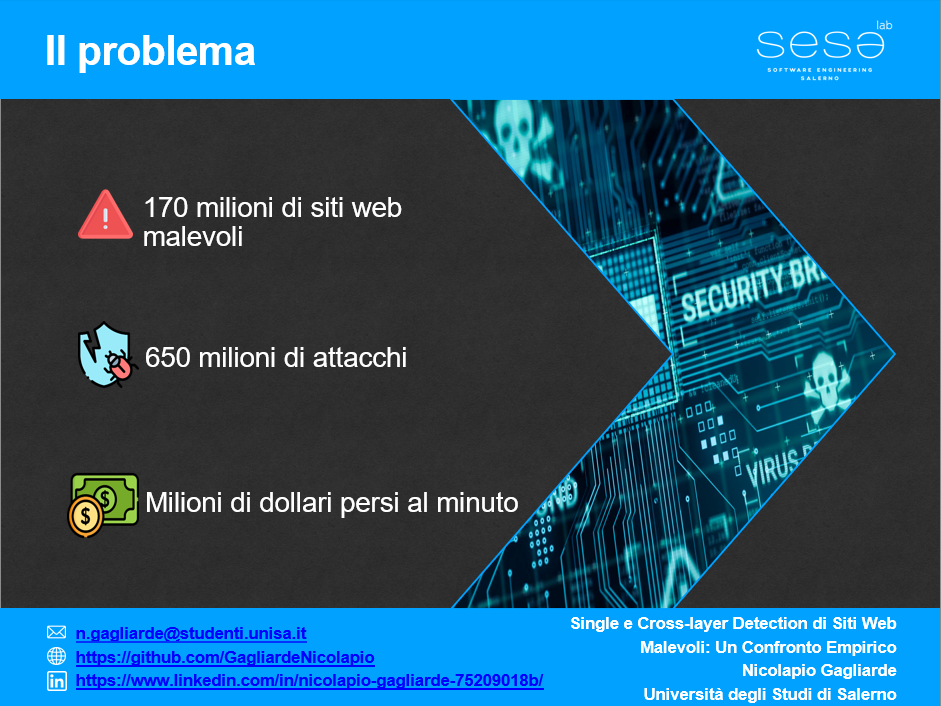 Il problema
lab
sesa
SOFTWARE ENGINEERING
SALERNO
170 milioni di siti web
malevoli
650 milioni di attacchi
Milioni di dollari persi al minuto
SECURITY
VIRUS
n.gagliarde@studenti.unisa.it
https://github.com/GagliardeNicolapio
https://www.linkedin.com/in/nicolapio-gagliarde-75209018b/
Single e Cross-layer Detection di Siti Web
Malevoli: Un Confronto Empirico
Nicolapio Gagliarde
Università degli Studi di Salerno